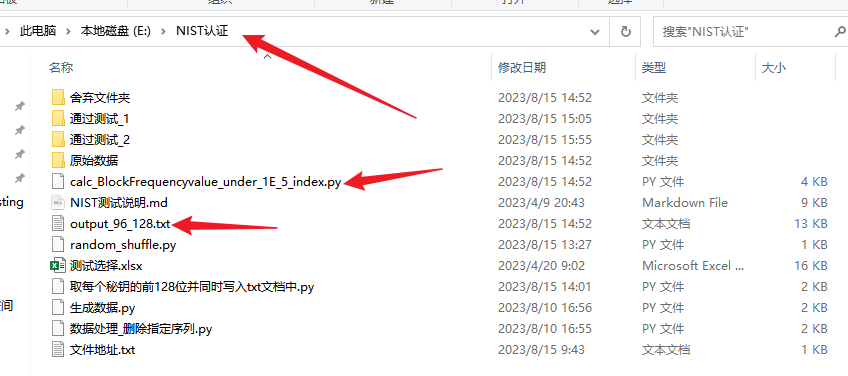 组织
新建
打开
选择
此电脑 > 本地磁盘 (E:) > NIST认证
搜索"NIST认证"
名称 修改日期 类型 大小
舍弃文件夹 2023/8/15 14:52 文件夹
通过测试_1 2023/8/15 15:05 文件夹
通过测试_2 2023/8/15 15:55 文件夹
原始数据 2023/8/15 14:52 文件夹
calc_BlockFrequencyvalue_under_1E_5_index.py 2023/8/15 14:52 PY 文件 4 KB
sting NIST测试说明.md 2023/4/9 20:43 Markdown File 9 KB
output_96_128.txt 2023/8/15 14:52 文本文档 13 KB
random_shuffle.py 2023/8/15 13:27 PY 文件 1 KB
测试选择.xlsx 2023/4/20 9:02 Microsoft Excel ... 16 KB
取每个秘钥的前128位并同时写入txt文档中.py 2023/8/15 14:01 PY 文件 2 KB
间 生成数据.py 2023/8/10 16:56 PY 文件 2 KB
数据处理_删除指定序列.py 2023/8/10 16:55 PY 文件 2 KB
文件地址.txt 2023/8/15 9:43 文本文档 1 KB